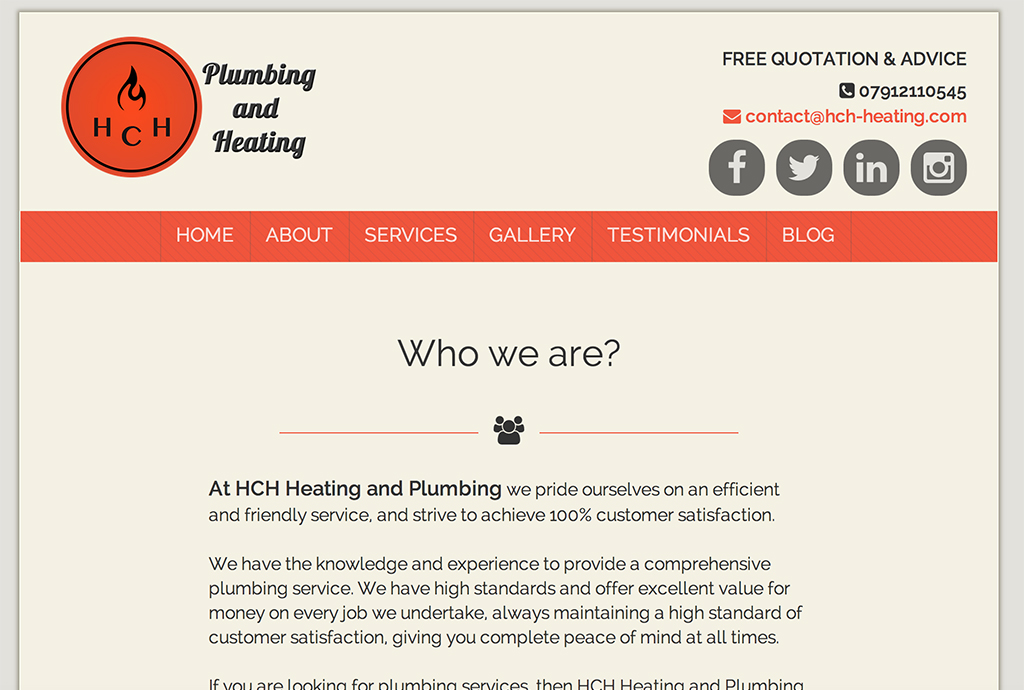 HCH
Plumbing
and
Heating
FREE QUOTATION & ADVICE
07912110545
contact@hch-heating.com
HOME ABOUT SERVICES GALLERY TESTIMONIALS BLOG
Who we are?
At HCH Heating and Plumbing we pride ourselves on an efficient
and friendly service, and strive to achieve 100% customer satisfaction.
We have the knowledge and experience to provide a comprehensive
plumbing service. We have high standards and offer excellent value for
money on every job we undertake, always maintaining a high standard of
customer satisfaction, giving you complete peace of mind at all times.
If you are looking for plumbing services, then HCH Heating and Plumbing